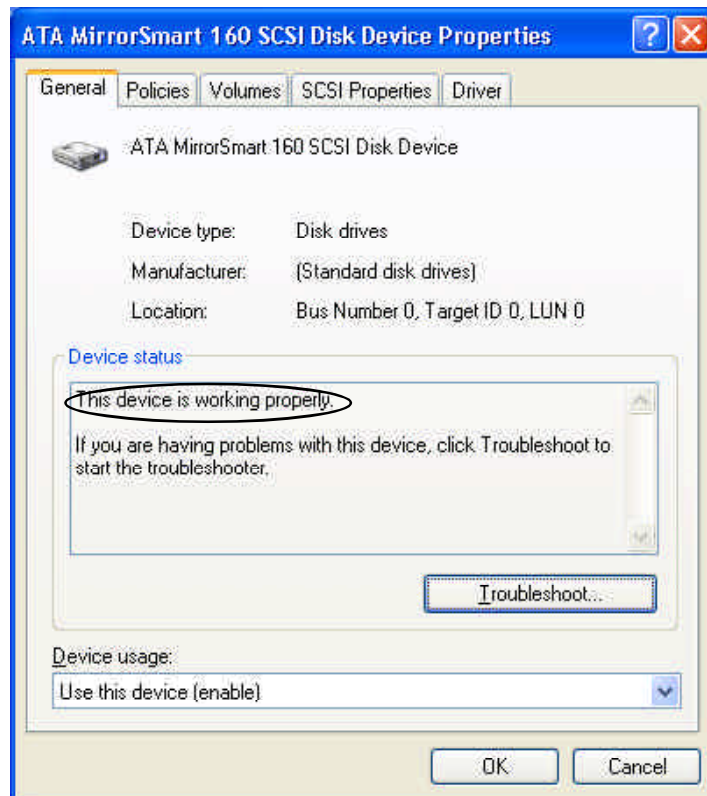 ATA MirrorSmart 160 SCSI Disk Device Properties
?
General Policies Volumes SCSI Properties Driver
ATA MirrorSmart 160 SCSI Disk Device
Device type: Disk drives
Manufacturer: (Standard disk drives)
Location: Bus Number 0, Target ID 0, LUN 0
Device status
This device is working properly.
If you are having problems with this device, click Troubleshoot to
start the troubleshooter.
Troubleshoot...
Device usage:
Use this device (enable)
OK Cancel